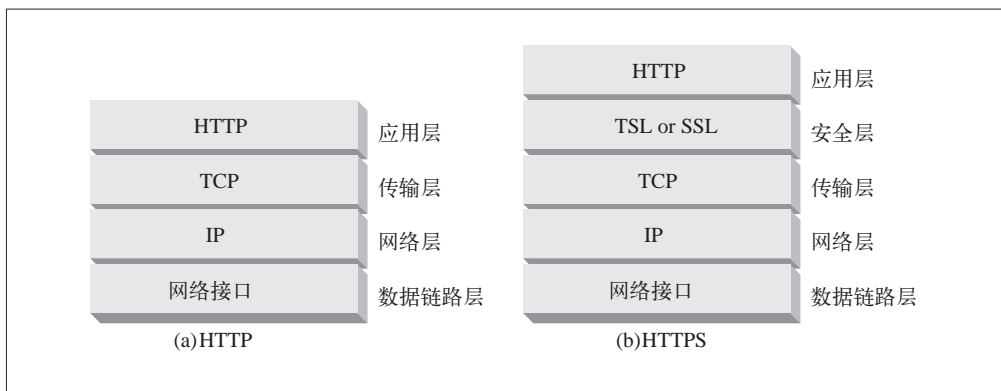 HTTP 应用层
TCP 传输层
IP 网络层
网络接口 数据链路层
(a)HTTP
HTTP 应用层
TSL or SSL 安全层
TCP 传输层
IP 网络层
网络接口 数据链路层
(b)HTTPS